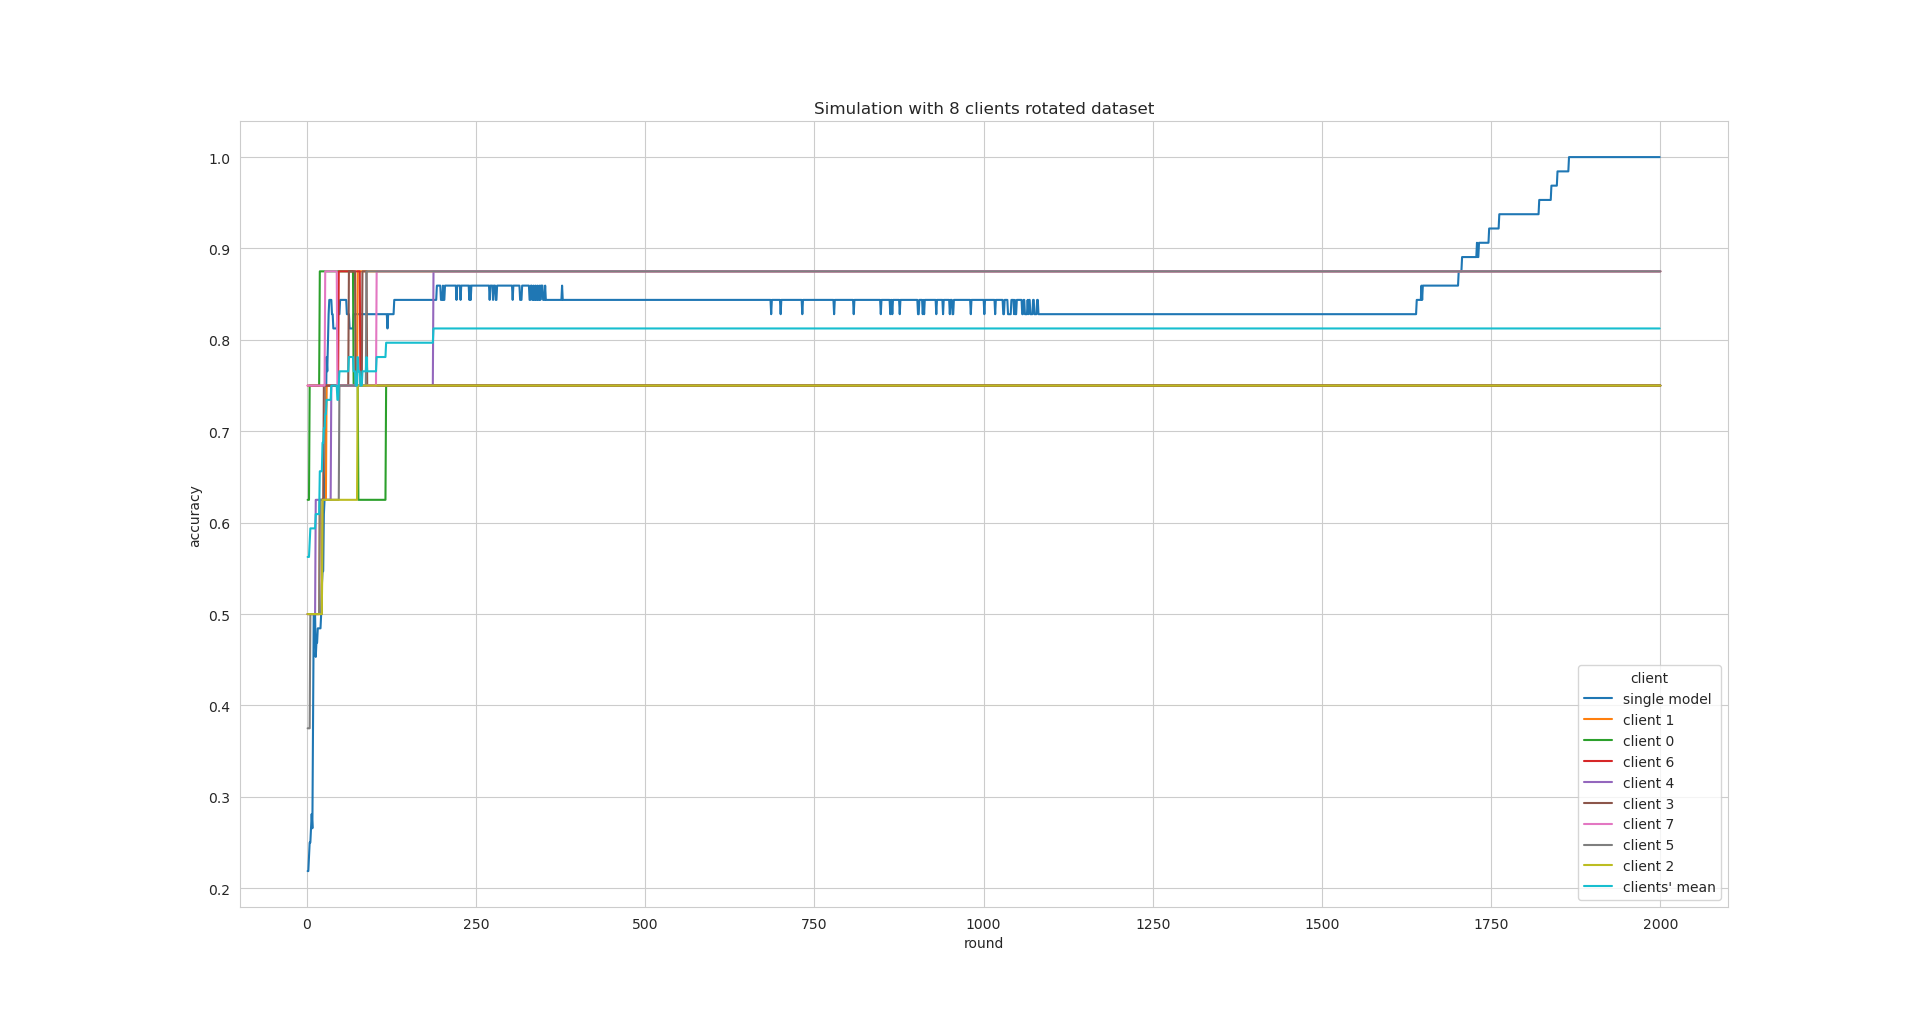 Simulation with 8 clients rotated dataset
1.0
0.9
0.8
0.7
0.6
0.5
0.4
0.3
0.2
accuracy
0 250 500 750 1000 1250 1500 1750 2000
round
client
single model
client 1
client 0
client 6
client 4
client 3
client 7
client 5
client 2
clients' mean